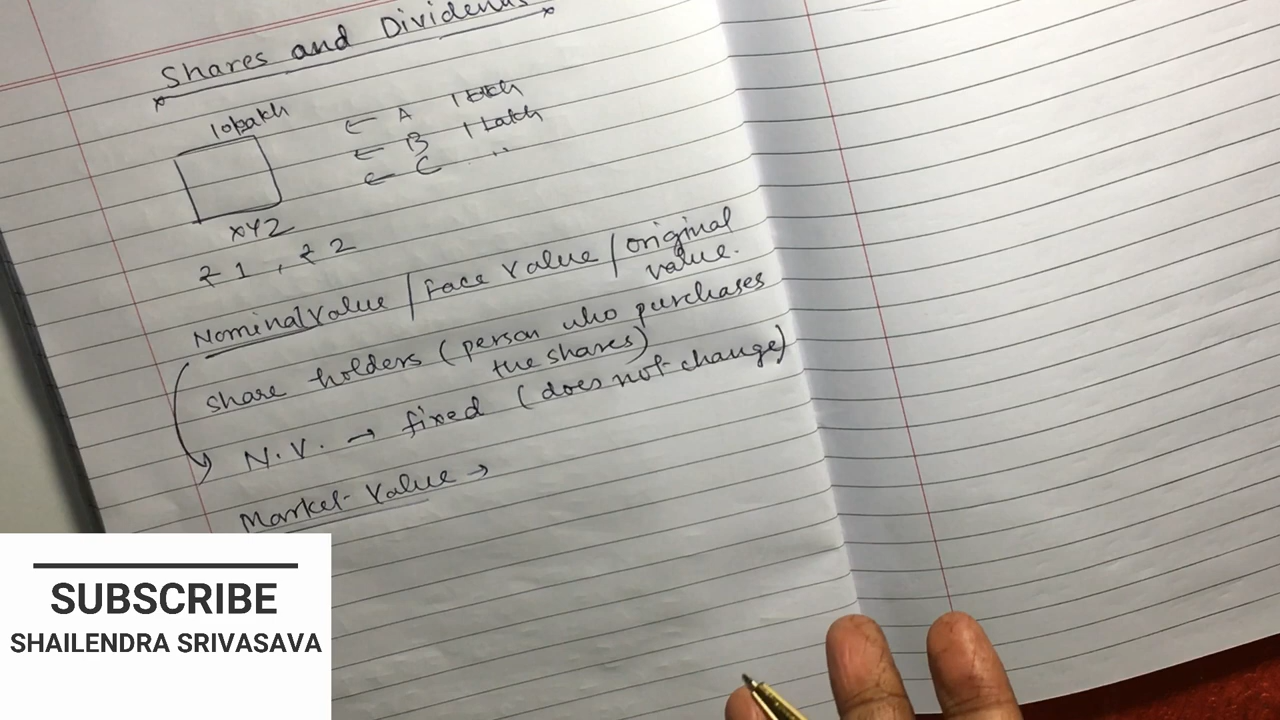 Shares and Dividends
10 Lakh
← A 1 Lakh
← B 1 Lakh
← C "
XYZ
₹ 1, ₹ 2
Nominal Value / Face Value / original value.
share holders (person who purchases the shares)
N.V. → fixed (does not change)
Market Value →
SUBSCRIBE
SHAILENDRA SRIVASAVA